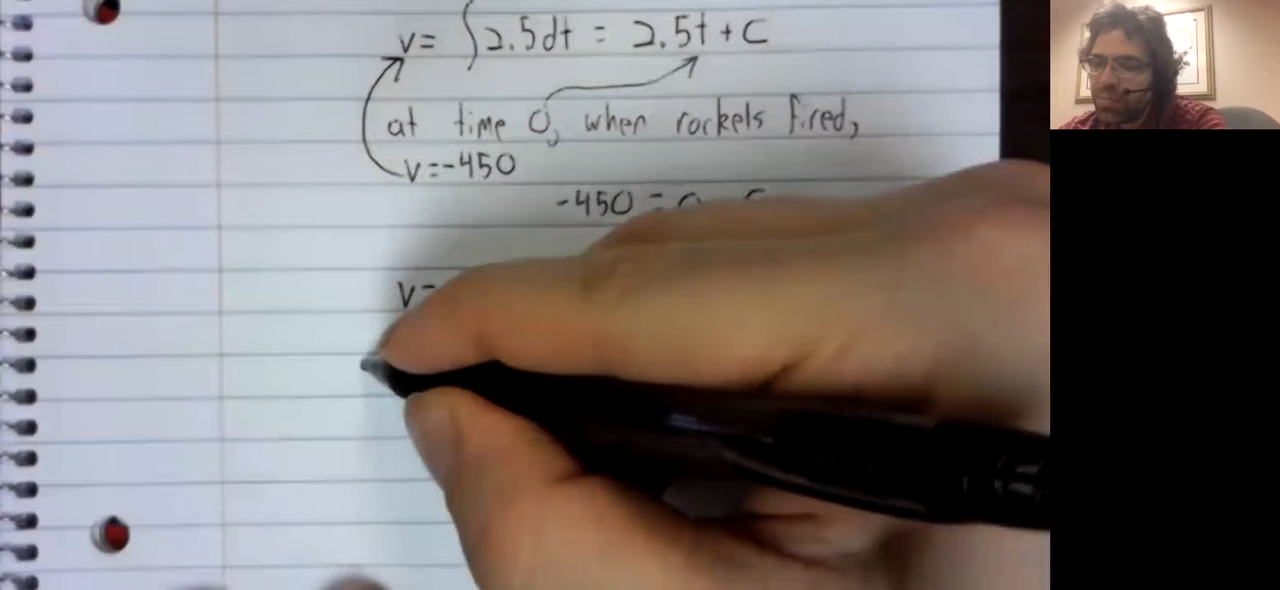 v= ∫2.5dt = 2.5t + C
at time 0, when rockets fired,
v=-450
-450 =
v=